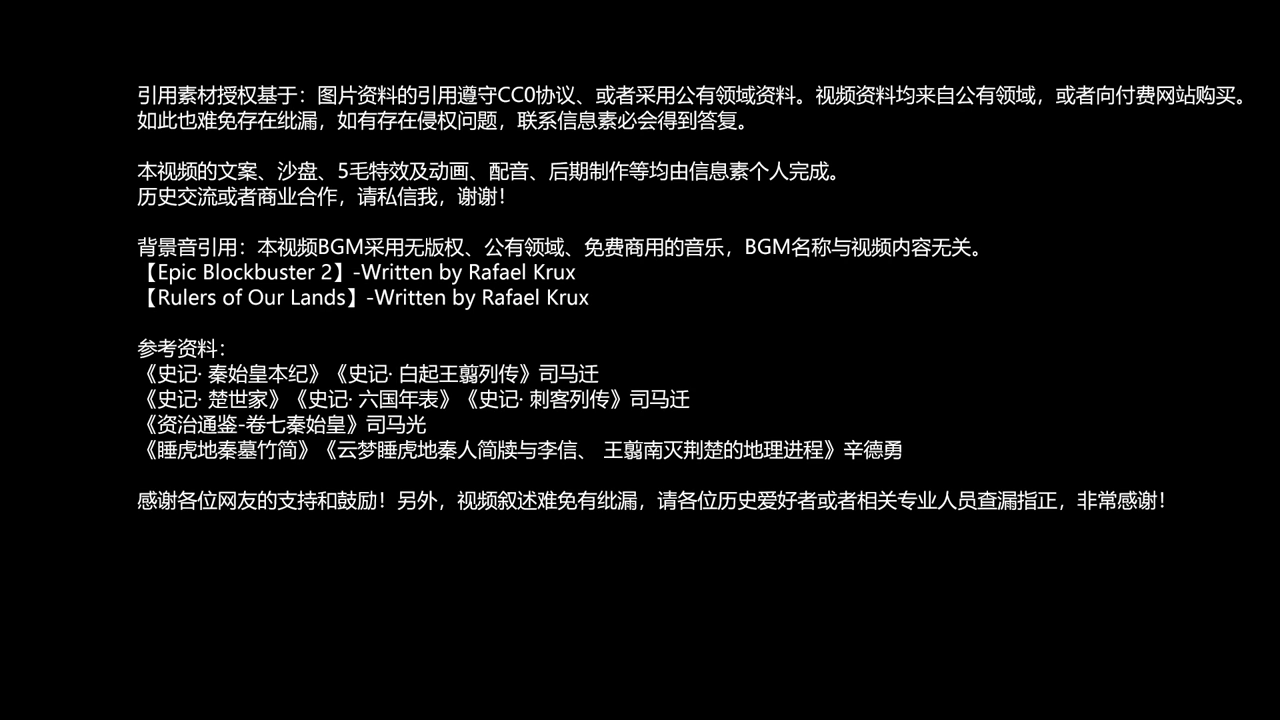 引用素材授权基于：图片资料的引用遵守CC0协议、或者采用公有领域资料。视频资料均来自公有领域，或者向付费网站购买。
如此也难免存在纰漏，如有存在侵权问题，联系信息素必会得到答复。
本视频的文案、沙盘、5毛特效及动画、配音、后期制作等均由信息素个人完成。
历史交流或者商业合作，请私信我，谢谢！
背景音引用：本视频BGM采用无版权、公有领域、免费商用的音乐，BGM名称与视频内容无关。
【Epic Blockbuster 2】-Written by Rafael Krux
【Rulers of Our Lands】-Written by Rafael Krux
参考资料：
《史记· 秦始皇本纪》《史记· 白起王翦列传》司马迁
《史记· 楚世家》《史记· 六国年表》《史记· 刺客列传》司马迁
《资治通鉴-卷七秦始皇》司马光
《睡虎地秦墓竹简》《云梦睡虎地秦人简牍与李信、 王翦南灭荆楚的地理进程》辛德勇
感谢各位网友的支持和鼓励！另外，视频叙述难免有纰漏，请各位历史爱好者或者相关专业人员查漏指正，非常感谢！